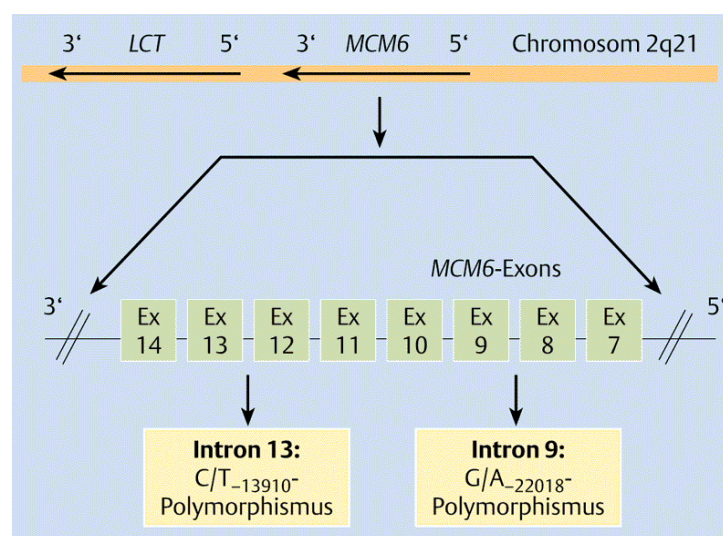 3‘ LCT 5‘ 3‘ MCM6 5‘ Chromosom 2q21
MCM6-Exons
3‘ 5‘
Ex Ex Ex Ex Ex Ex Ex Ex
14 13 12 11 10 9 8 7
Intron 13:
C/T–13910-
Polymorphismus
Intron 9:
G/A–22018-
Polymorphismus